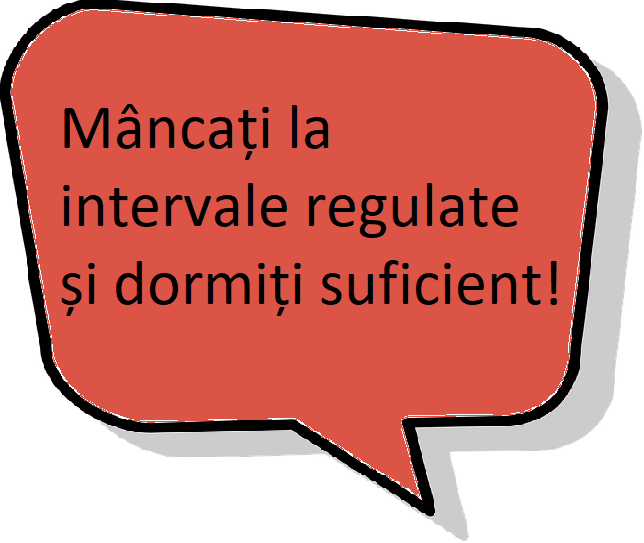 Mâncați la
intervale regulate
și dormiți suficient!